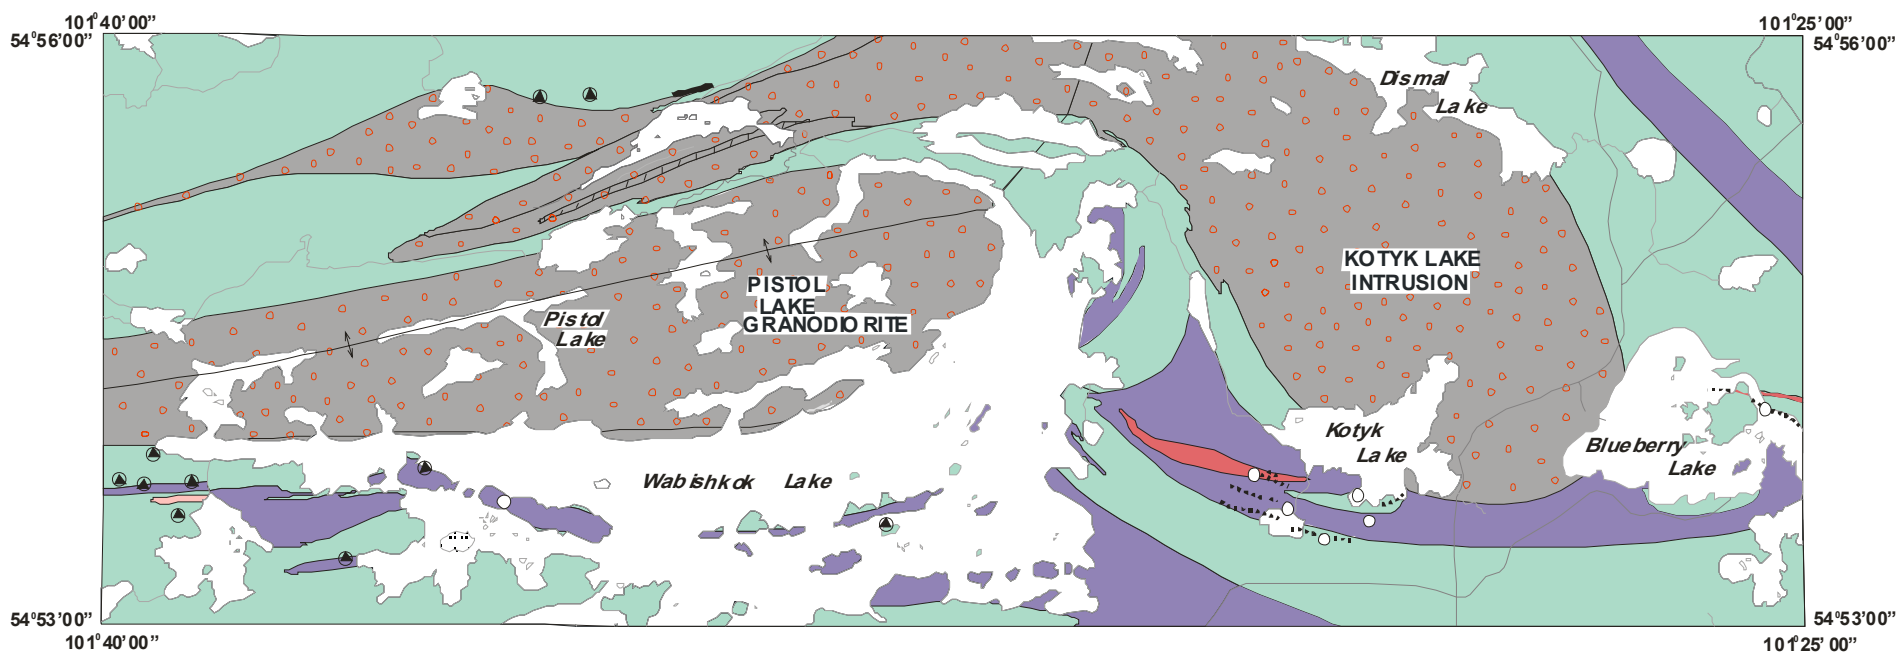 101°40'00"
101°25'00"
54°56'00"
54°56'00"
Dismal
Lake
KOTYK LAKE
INTRUSION
PISTOL
LAKE
GRANODIORITE
Pistol
Lake
Kotyk
Lake
Blueberry
Lake
Wabishkok Lake
54°53'00"
54°53'00"
101°40'00"
101°25'00"